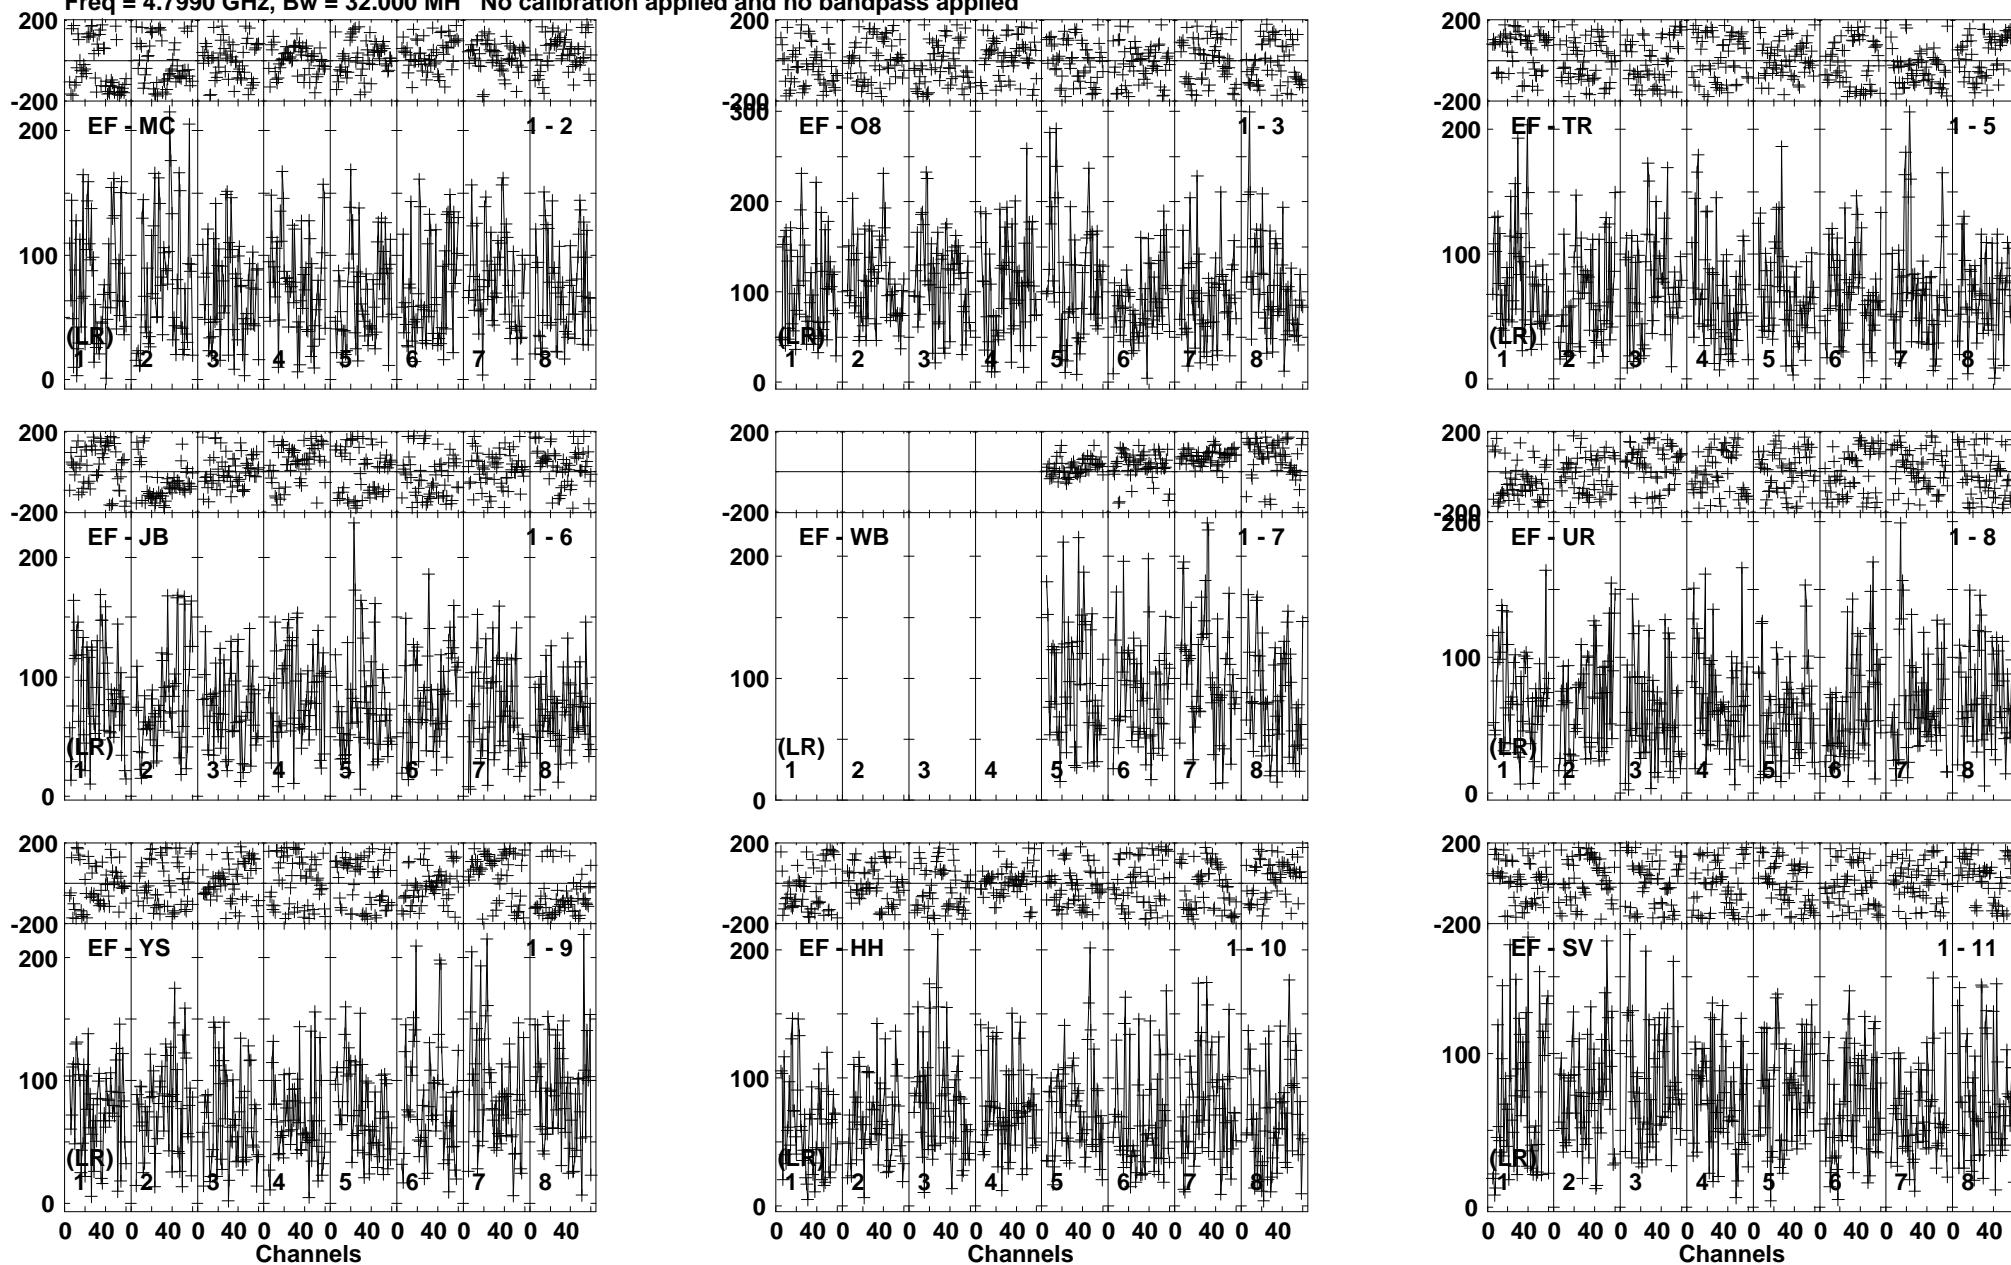 Freq = 4.7990 GHz, Bw = 32.000 MH No calibration applied and no bandpass applied
200 200 200
-200 -200 -200
EF - MC 1 - 2 EF - O8 1 - 3 EF - TR 1 - 5
200 300 200
100 200 100
0 100 0
0
(LR) (LR) (LR)
1 2 3 4 5 6 7 8 1 2 3 4 5 6 7 8 1 2 3 4 5 6 7 8
200 200 200
-200 -200 -200
EF - JB 1 - 6 EF - WB 1 - 7 EF - UR 1 - 8
200 200 200
100 100 100
(LR) (LR) (LR)
1 2 3 4 5 6 7 8 1 2 3 4 5 6 7 8 1 2 3 4 5 6 7 8
0 0 0
200 200 200
-200 -200 -200
EF - YS 1 - 9 EF - HH 1 - 10 EF - SV 1 - 11
200 200
100 100 100
(LR) (LR) (LR)
1 2 3 4 5 6 7 8 1 2 3 4 5 6 7 8 1 2 3 4 5 6 7 8
0 0 0
0 40 0 40 0 40 0 40 0 40 0 40 0 40 0 40 0 40 0 40 0 40 0 40 0 40 0 40 0 40 0 40 0 40 0 40 0 40 0 40 0 40 0 40 0 40 0 40
Channels Channels Channels